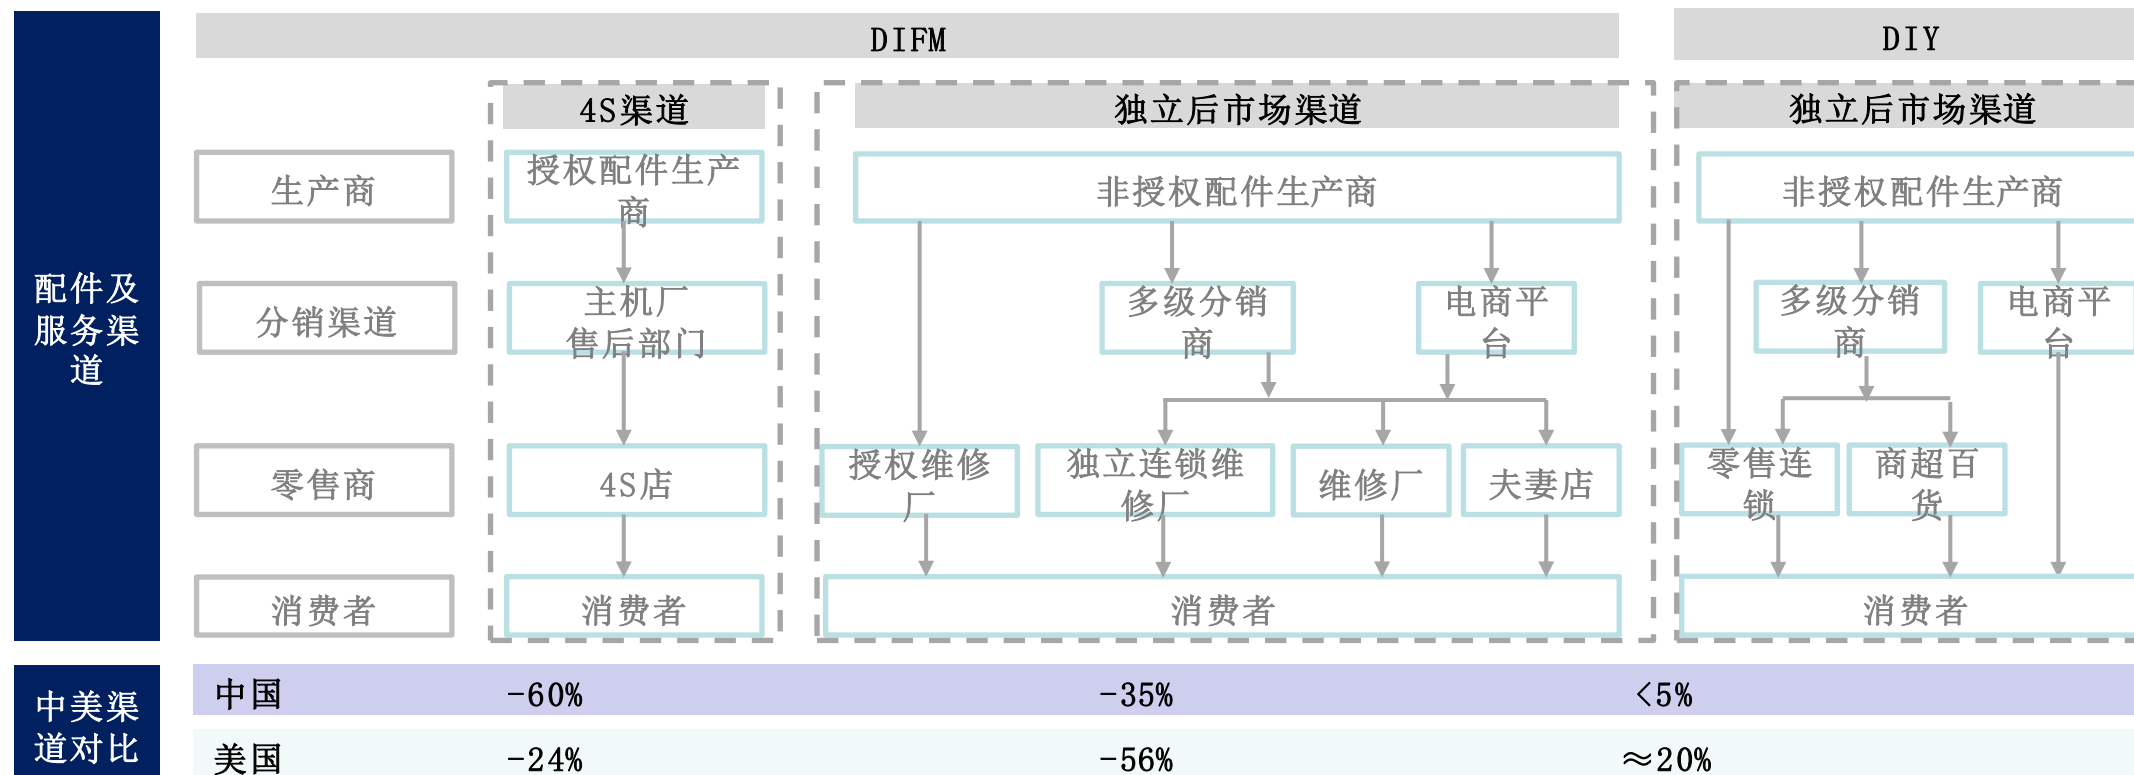 DIFM
DIY
4S渠道
独立后市场渠道
独立后市场渠道
配件及
服务渠
道
生产商
授权配件生产
商
非授权配件生产商
非授权配件生产商
分销渠道
主机厂
售后部门
多级分销
商
电商平
台
多级分销
商
电商平
台
零售商
4S店
授权维修
厂
独立连锁维
修厂
维修厂
夫妻店
零售连
锁
商超百
货
消费者
消费者
消费者
消费者
中美渠
道对比
中国
-60%
-35%
<5%
美国
-24%
-56%
≈20%